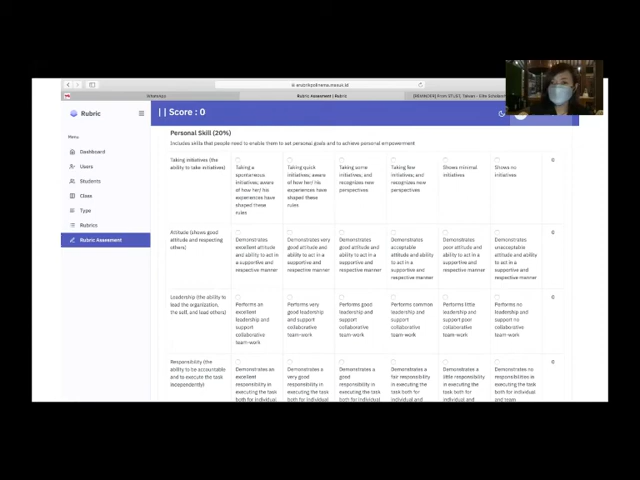 Rubric Assesment | Rubric
Rubric
| | Score : 0
Menu
Dashboard
Users
Students
Class
Type
Rubrics
Rubric Assesment
Personal Skill (20%)
Includes skills that people need to enable them to set personal goals and to achieve personal empowerment
Taking initiatives (the
ability to take initiatives)
Taking a
spontaneous
initiatives; aware
of how her/ his
experiences have
shaped these
rules
Taking quick
initiatives; aware
of how her/ his
experiences have
shaped these
rules
Taking some
initiatives; and
recognizes new
perspectives
Taking few
initiatives; and
recognizes new
perspectives
Shows minimal
initiatives
Shows no
initiatives
0
Attitude (shows good
attitude and respecting
others)
Demonstrates
excellent attitude
and ability to act in
a supportive and
respective manner
Demonstrates very
good attitude and
ability to act in a
supportive and
respective manner
Demonstrates
good attitude and
ability to act in a
supportive and
respective manner
Demonstrates
acceptable
attitude and ability
to act in a
supportive and
respective manner
Demonstrates
poor attitude and
ability to act in a
supportive and
respective manner
Demonstrates
unacceptable
attitude and ability
to act in a
supportive and
respective manner
0
Leadership (the ability to
lead the organization,
the self, and lead others)
Performs an
excellent
leadership and
support
collaborative
team-work
Performs very
good leadership
and support
collaborative
team-work
Performs good
leadership and
support
collaborative
team-work
Performs common
leadership and
support
collaborative
team-work
Performs little
leadership and
support poor
collaborative
team-work
Performs no
leadership and
support no
collaborative
team-work
0
Responsibility (the
ability to be accountable
and to execute the task
independently)
Demonstrates an
excellent
responsibility in
executing the task
both for individual
Demonstrates a
very good
responsibility in
executing the task
both for individual
Demonstrates a
good
responsibility in
executing the task
both for individual
Demonstrates a
fair responsibility
in executing the
task both for
individual and
Demonstrates a
little responsibility
in executing the
task both for
individual and
Demonstrates no
responsibilities in
executing the task
both for individual
and team
0